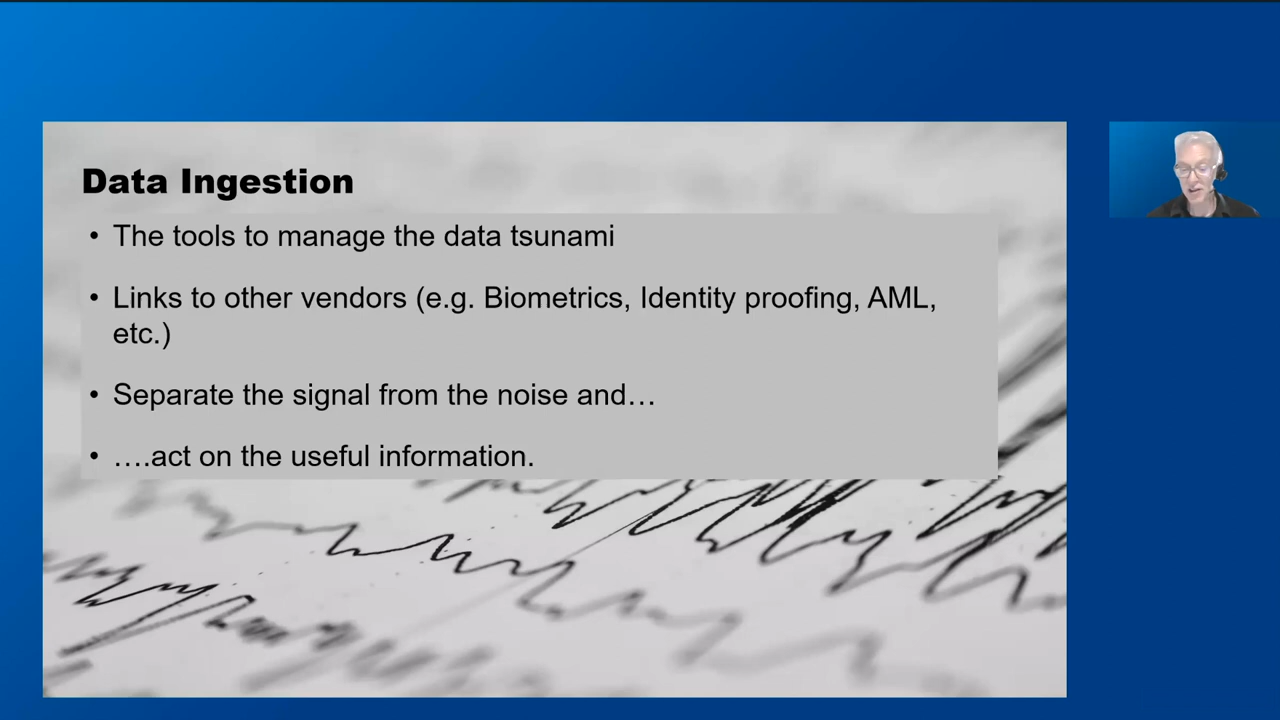 Data Ingestion
• The tools to manage the data tsunami
• Links to other vendors (e.g. Biometrics, Identity proofing, AML,
etc.)
• Separate the signal from the noise and…
• ….act on the useful information.